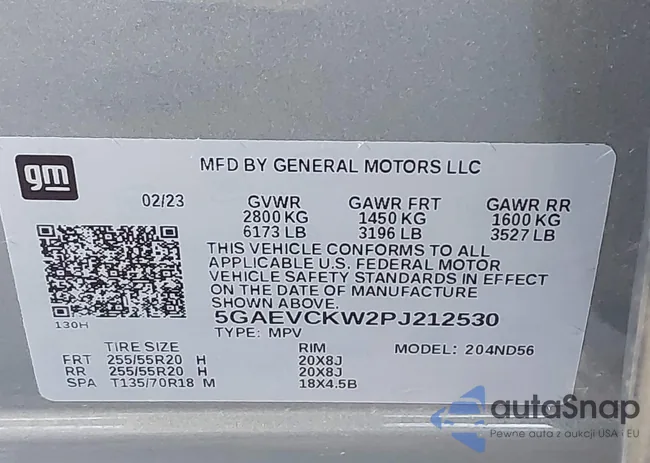 gm
MFD BY GENERAL MOTORS LLC
02/23 GVWR GAWR FRT GAWR RR
2800 KG 1450 KG 1600 KG
6173 LB 3196 LB 3527 LB
THIS VEHICLE CONFORMS TO ALL
APPLICABLE U.S. FEDERAL MOTOR
VEHICLE SAFETY STANDARDS IN EFFECT
ON THE DATE OF MANUFACTURE
SHOWN ABOVE.
130H
5GAEVCKW2PJ212530
TYPE: MPV
TIRE SIZE RIM MODEL: 204ND56
FRT 255/55R20 H 20X8J
RR 255/55R20 H 20X8J
SPA T135/70R18 M 18X4.5B
autaSnap
Pewne auta z aukcji USA i EU